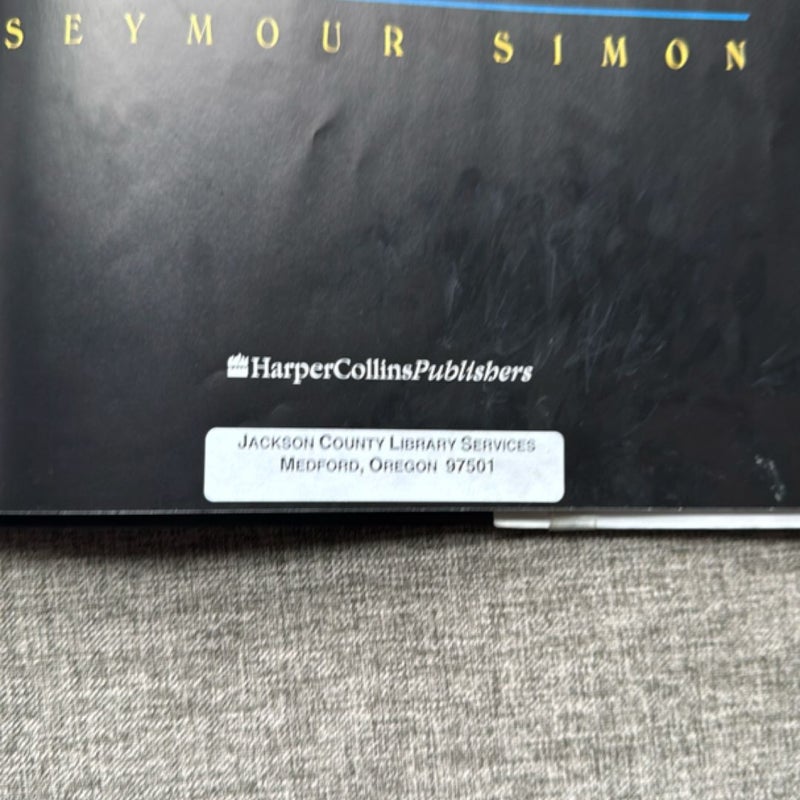 SEYMOUR SIMON
HarperCollinsPublishers
JACKSON COUNTY LIBRARY SERVICES
MEDFORD, OREGON 97501